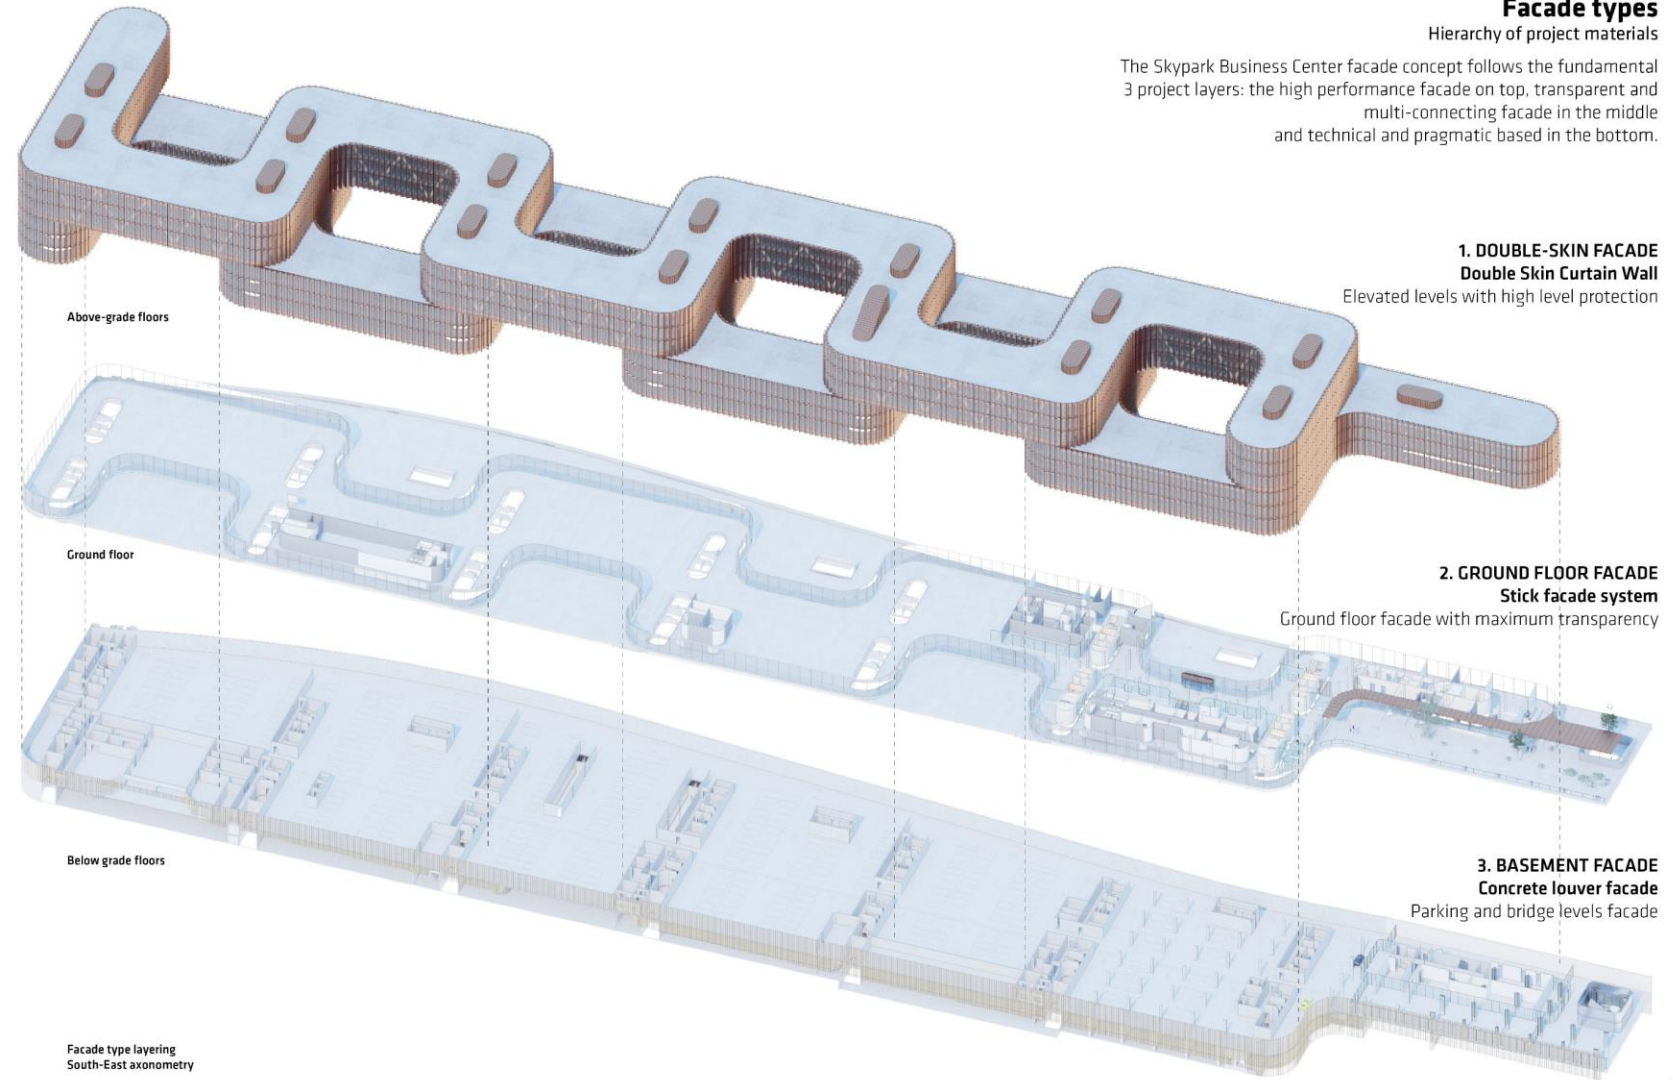 Facade types
Hierarchy of project materials
The Skypark Business Center facade concept follows the fundamental
3 project layers: the high performance facade on top, transparent and
multi-connecting facade in the middle
and technical and pragmatic based in the bottom.
1. DOUBLE-SKIN FACADE
Double Skin Curtain Wall
Elevated levels with high level protection
Above-grade floors
Ground floor
2. GROUND FLOOR FACADE
Stick facade system
Ground floor facade with maximum transparency
Below grade floors
3. BASEMENT FACADE
Concrete louver facade
Parking and bridge levels facade
Facade type layering
South-East axonometry